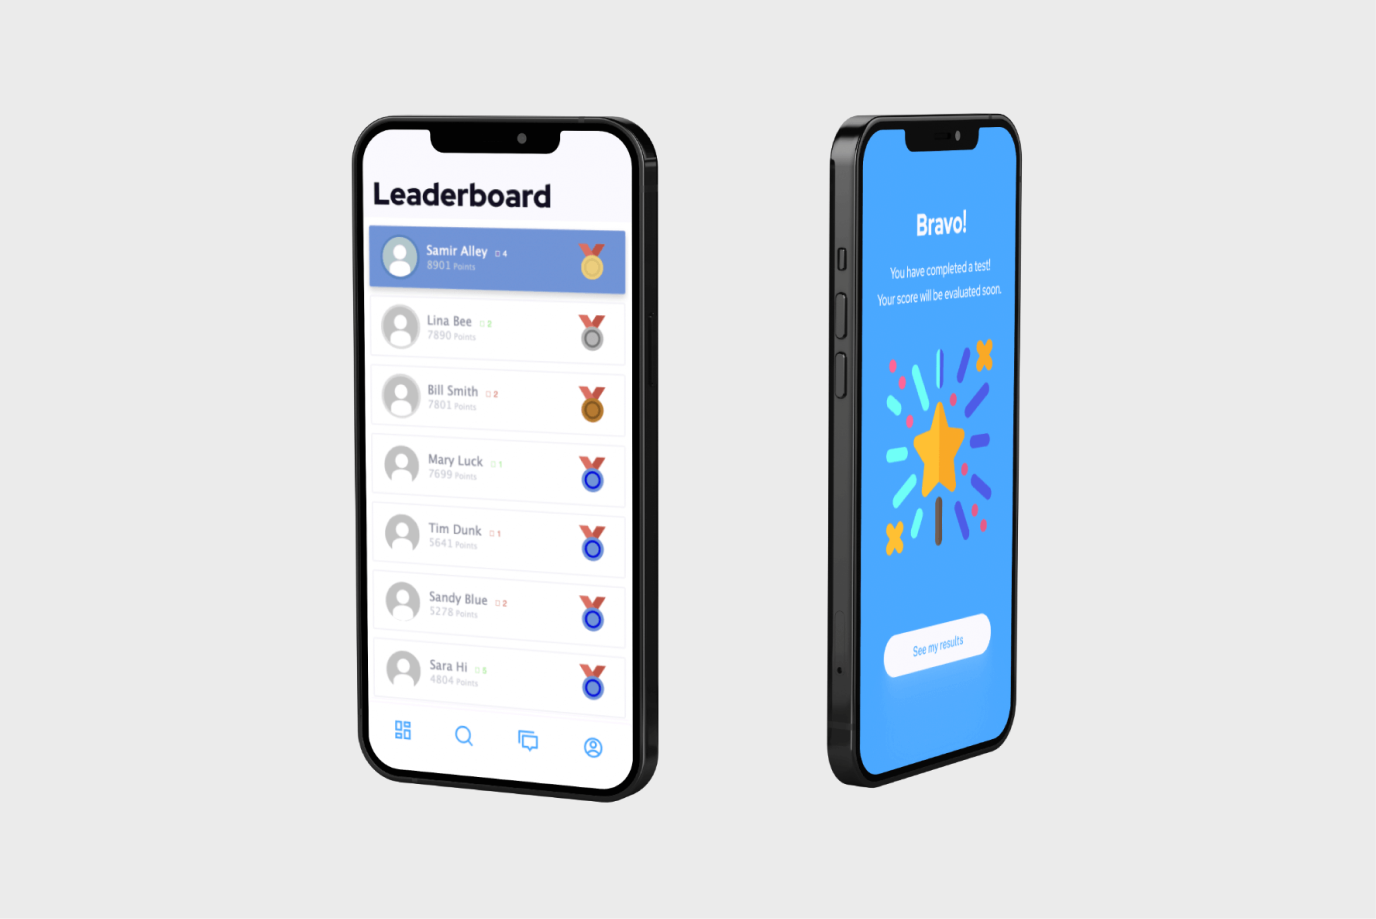 Leaderboard
Samir Alley 4
8901 Points
Lina Bee 2
7890 Points
Bill Smith 2
7801 Points
Mary Luck 1
7699 Points
Tim Dunk 1
5641 Points
Sandy Blue 2
5278 Points
Sara Hi 5
4804 Points
Bravo!
You have completed a test!
Your score will be evaluated soon.
See my results